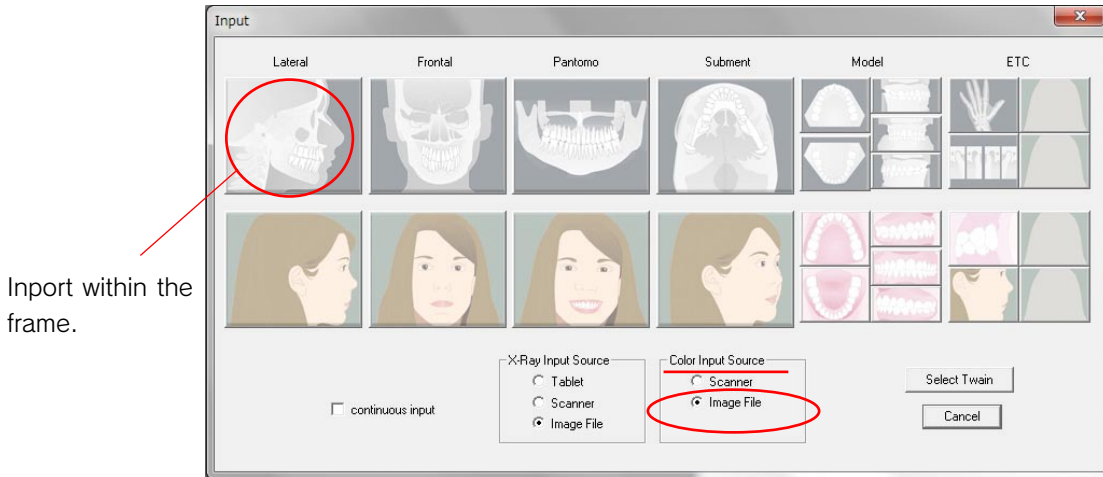 Input
Lateral Frontal Pantomo Subment Model ETC
Inport within the
frame.
X-Ray Input Source
Tablet
Scanner
Image File
Color Input Source
Scanner
Image File
continuous input
Select Twain
Cancel